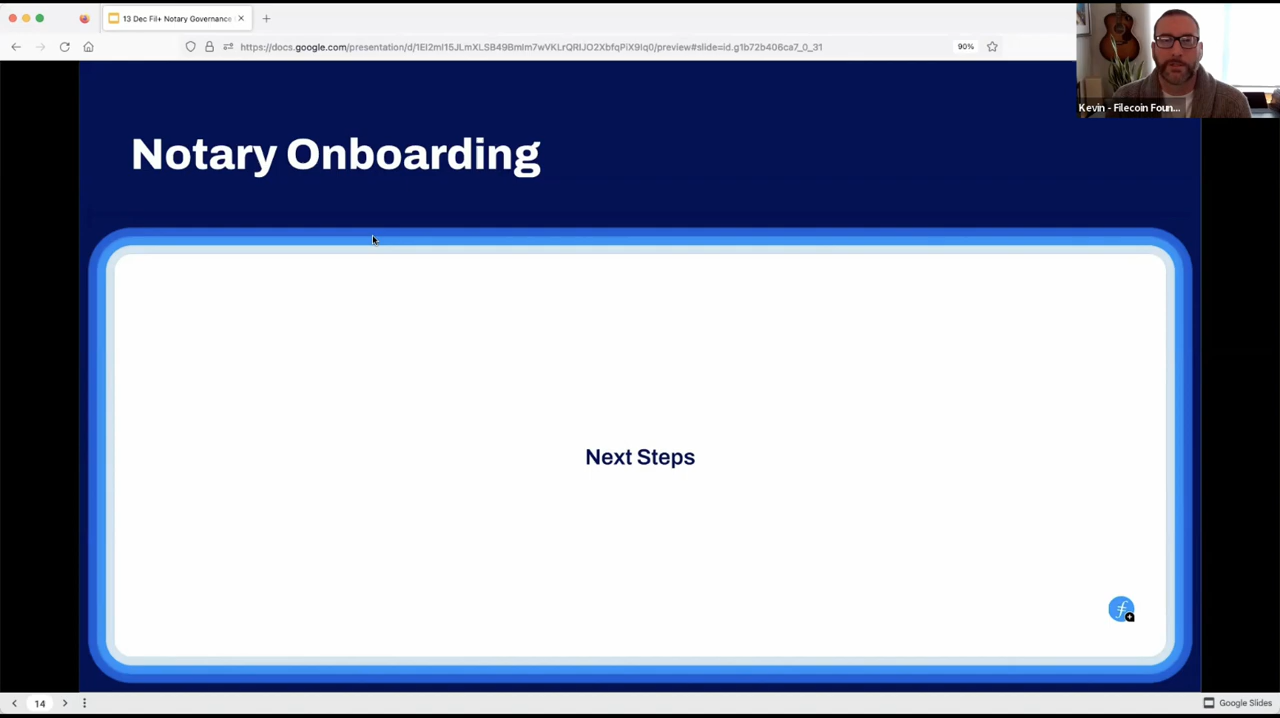 13 Dec Fil+ Notary Governance
https://docs.google.com/presentation/d/1EI2mI15JLmXLSB49BmIm7wVKLrQRIJO2XbfqPiX9Iq0/preview#slide=id.g1b72b406ca7_0_31
90%
Kevin - Filecoin Foun...
Notary Onboarding
Next Steps
14
Google Slides